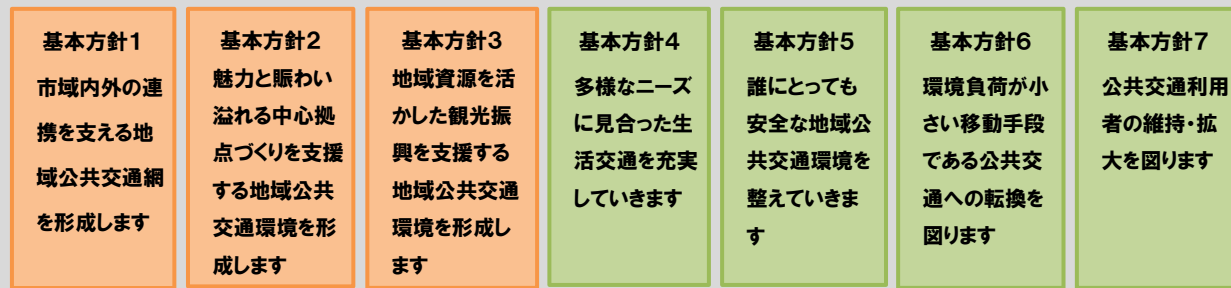 基本方針1
市域内外の連
携を支える地
域公共交通網
を形成します
基本方針2
魅力と賑わい
溢れる中心拠
点づくりを支援
する地域公共
交通環境を形
成します
基本方針3
地域資源を活
かした観光振
興を支援する
地域公共交通
環境を形成し
ます
基本方針4
多様なニーズ
に見合った生
活交通を充実
していきます
基本方針5
誰にとっても
安全な地域公
共交通環境を
整えていきま
す
基本方針6
環境負荷が小
さい移動手段
である公共交
通への転換を
図ります
基本方針7
公共交通利用
者の維持・拡
大を図ります